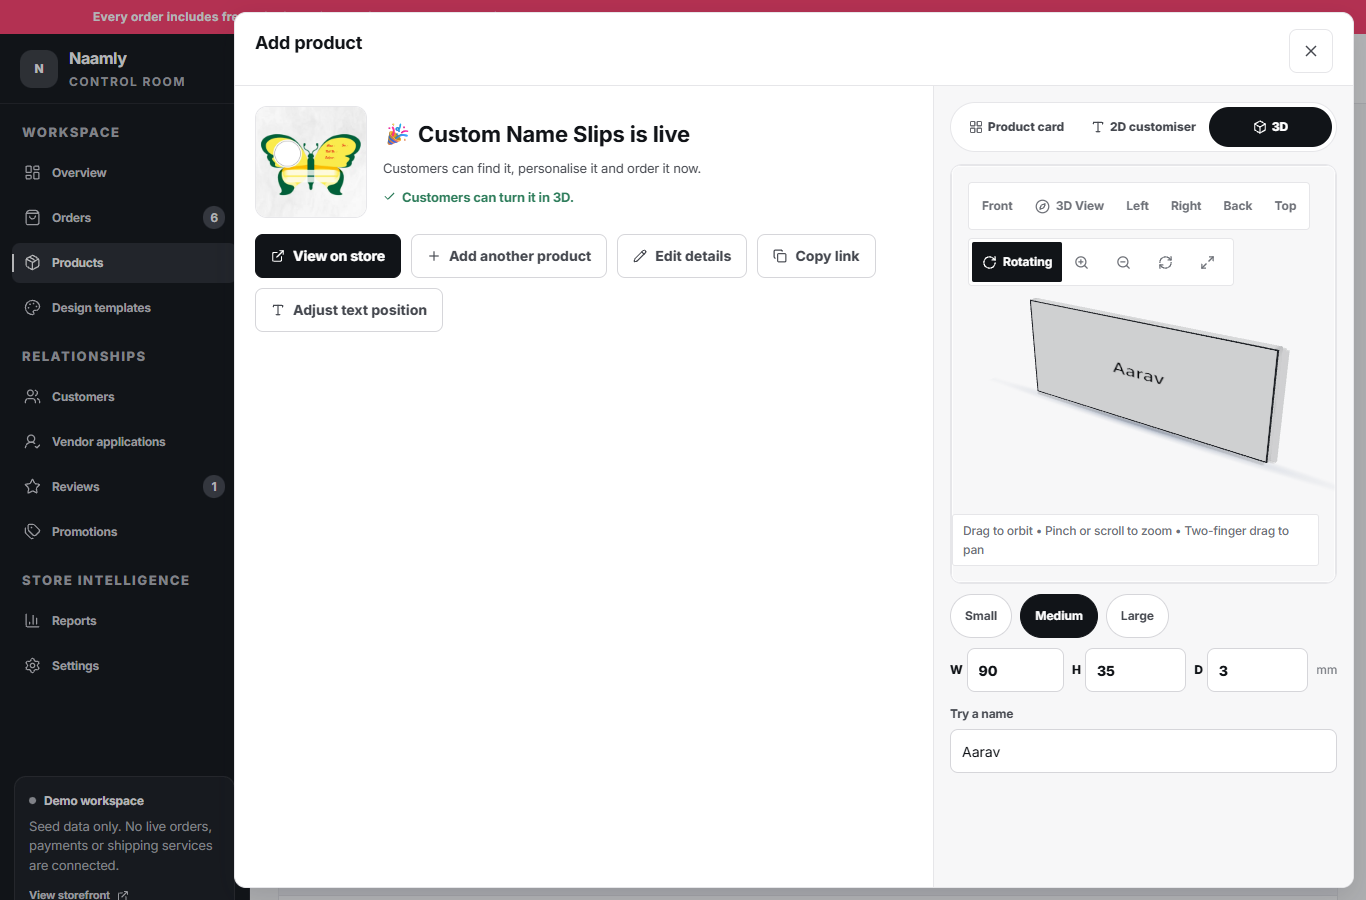 Every order includes fre
N
Naamly
CONTROL ROOM
WORKSPACE
Overview
Orders
6
Products
Design templates
RELATIONSHIPS
Customers
Vendor applications
Reviews
1
Promotions
STORE INTELLIGENCE
Reports
Settings
Demo workspace
Seed data only. No live orders,
payments or shipping services
are connected.
View storefront
Add product
🎉 Custom Name Slips is live
Customers can find it, personalise it and order it now.
Customers can turn it in 3D.
View on store
Add another product
Edit details
Copy link
Adjust text position
Product card
2D customiser
3D
Front
3D View
Left
Right
Back
Top
Rotating
Aarav
Drag to orbit • Pinch or scroll to zoom • Two-finger drag to
pan
Small
Medium
Large
W 90 H 35 D 3 mm
Try a name
Aarav